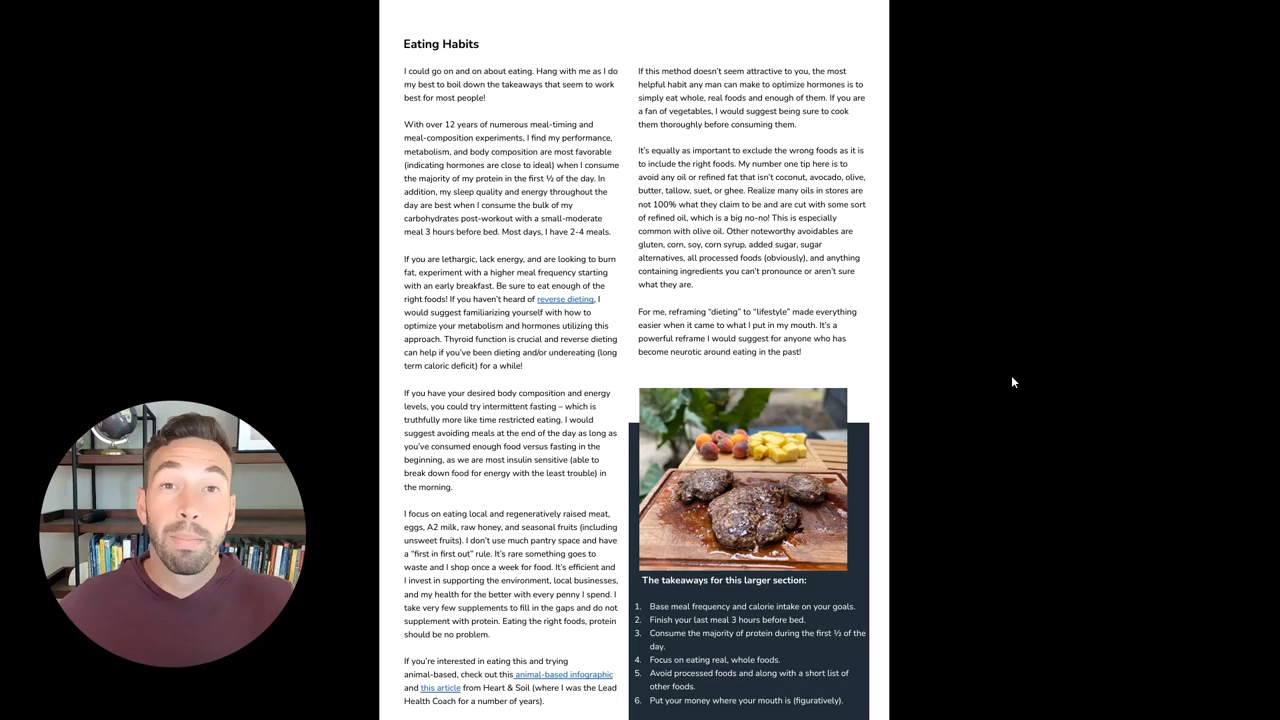 Eating Habits
I could go on and on about eating. Hang with me as I do
my best to boil down the takeaways that seem to work
best for most people!
With over 12 years of numerous meal-timing and
meal-composition experiments, I find my performance,
metabolism, and body composition are most favorable
(indicating hormones are close to ideal) when I consume
the majority of my protein in the first ½ of the day. In
addition, my sleep quality and energy throughout the
day are best when I consume the bulk of my
carbohydrates post-workout with a small-moderate
meal 3 hours before bed. Most days, I have 2-4 meals.
If you are lethargic, lack energy, and are looking to burn
fat, experiment with a higher meal frequency starting
with an early breakfast. Be sure to eat enough of the
right foods! If you haven't heard of reverse dieting, I
would suggest familiarizing yourself with how to
optimize your metabolism and hormones utilizing this
approach. Thyroid function is crucial and reverse dieting
can help if you've been dieting and/or undereating (long
term caloric deficit) for a while!
If you have your desired body composition and energy
levels, you could try intermittent fasting – which is
truthfully more like time restricted eating. I would
suggest avoiding meals at the end of the day as long as
you've consumed enough food versus fasting in the
beginning, as we are most insulin sensitive (able to
break down food for energy with the least trouble) in
the morning.
I focus on eating local and regeneratively raised meat,
eggs, A2 milk, raw honey, and seasonal fruits (including
unsweet fruits). I don't use much pantry space and have
a "first in first out" rule. It's rare something goes to
waste and I shop once a week for food. It's efficient and
I invest in supporting the environment, local businesses,
and my health for the better with every penny I spend. I
take very few supplements to fill in the gaps and do not
supplement with protein. Eating the right foods, protein
should be no problem.
If you're interested in eating this and trying
animal-based, check out this animal-based infographic
and this article from Heart & Soil (where I was the Lead
Health Coach for a number of years).
If this method doesn't seem attractive to you, the most
helpful habit any man can make to optimize hormones is to
simply eat whole, real foods and enough of them. If you are
a fan of vegetables, I would suggest being sure to cook
them thoroughly before consuming them.
It's equally as important to exclude the wrong foods as it is
to include the right foods. My number one tip here is to
avoid any oil or refined fat that isn't coconut, avocado, olive,
butter, tallow, suet, or ghee. Realize many oils in stores are
not 100% what they claim to be and are cut with some sort
of refined oil, which is a big no-no! This is especially
common with olive oil. Other noteworthy avoidables are
gluten, corn, soy, corn syrup, added sugar, sugar
alternatives, all processed foods (obviously), and anything
containing ingredients you can't pronounce or aren't sure
what they are.
For me, reframing "dieting" to "lifestyle" made everything
easier when it came to what I put in my mouth. It's a
powerful reframe I would suggest for anyone who has
become neurotic around eating in the past!
The takeaways for this larger section:
1. Base meal frequency and calorie intake on your goals.
2. Finish your last meal 3 hours before bed.
3. Consume the majority of protein during the first ½ of the
day.
4. Focus on eating real, whole foods.
5. Avoid processed foods and along with a short list of
other foods.
6. Put your money where your mouth is (figuratively).